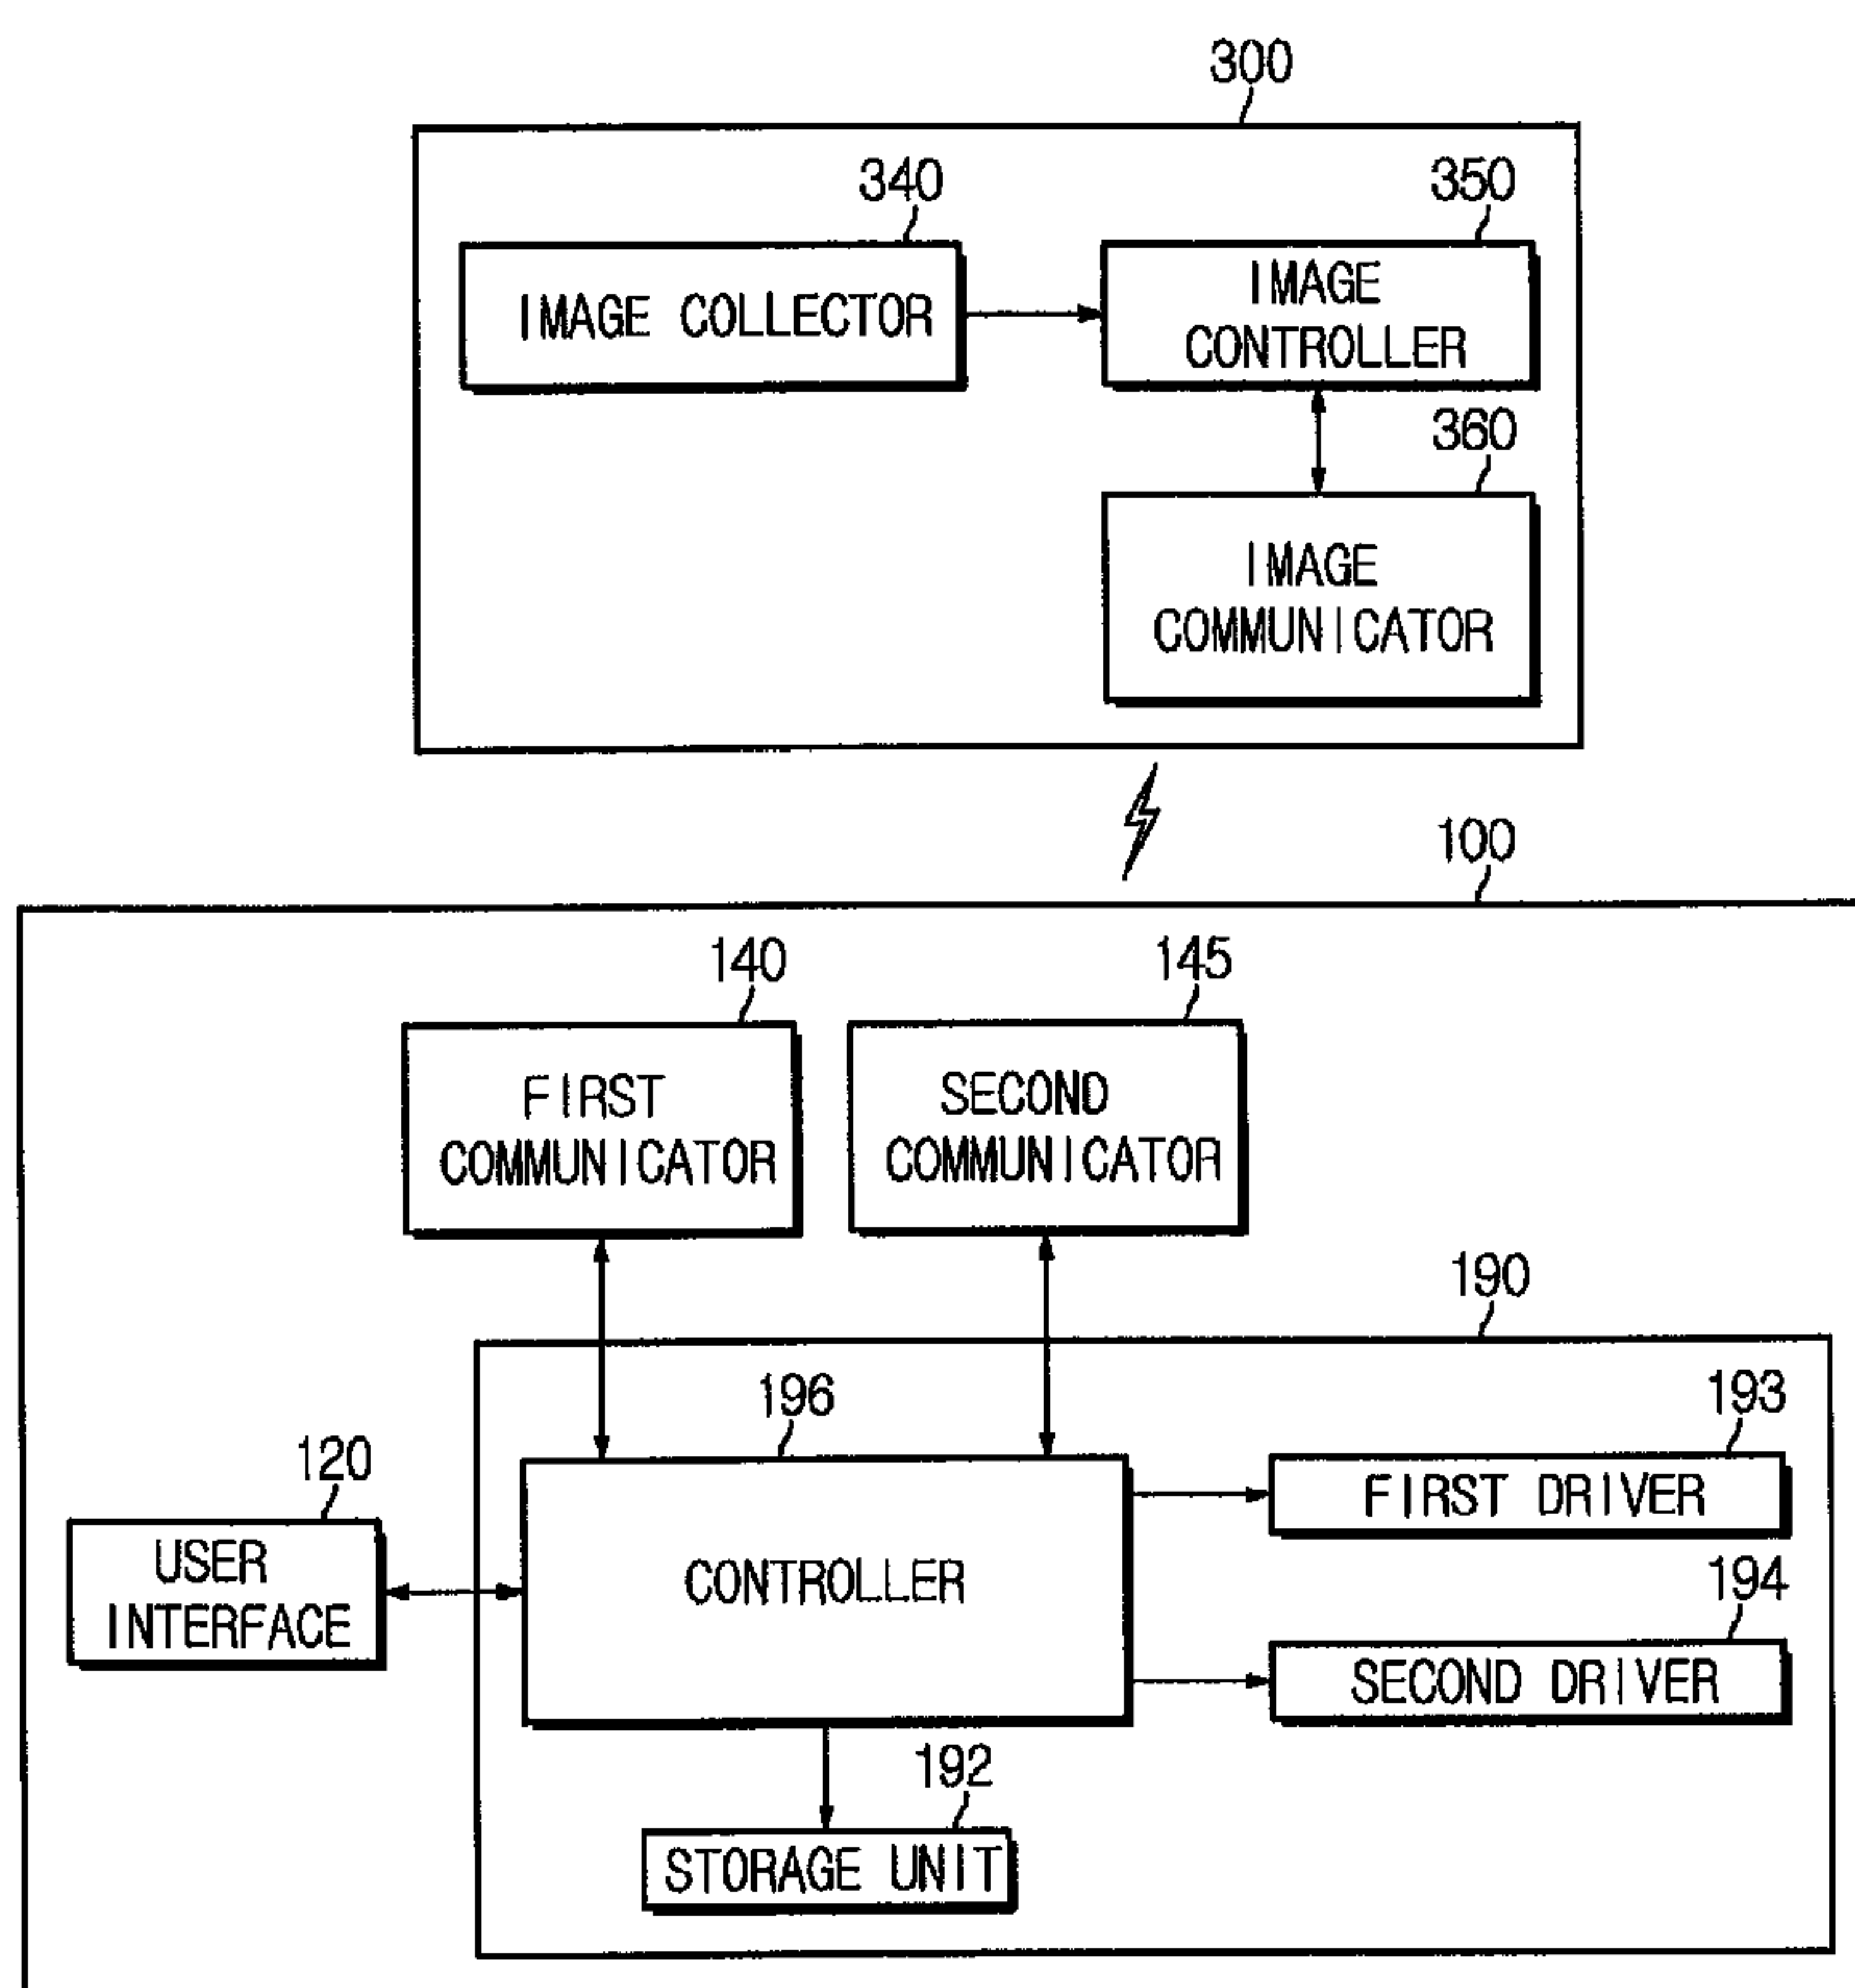 300
340
350
IMAGE COLLECTOR
IMAGE
CONTROLLER
360
IMAGE
COMMUNICATOR
100
140
145
FIRST
COMMUNICATOR
SECOND
COMMUNICATOR
190
196
193
120
FIRST DRIVER
USER
INTERFACE
CONTROLLER
194
SECOND DRIVER
192
STORAGE UNIT